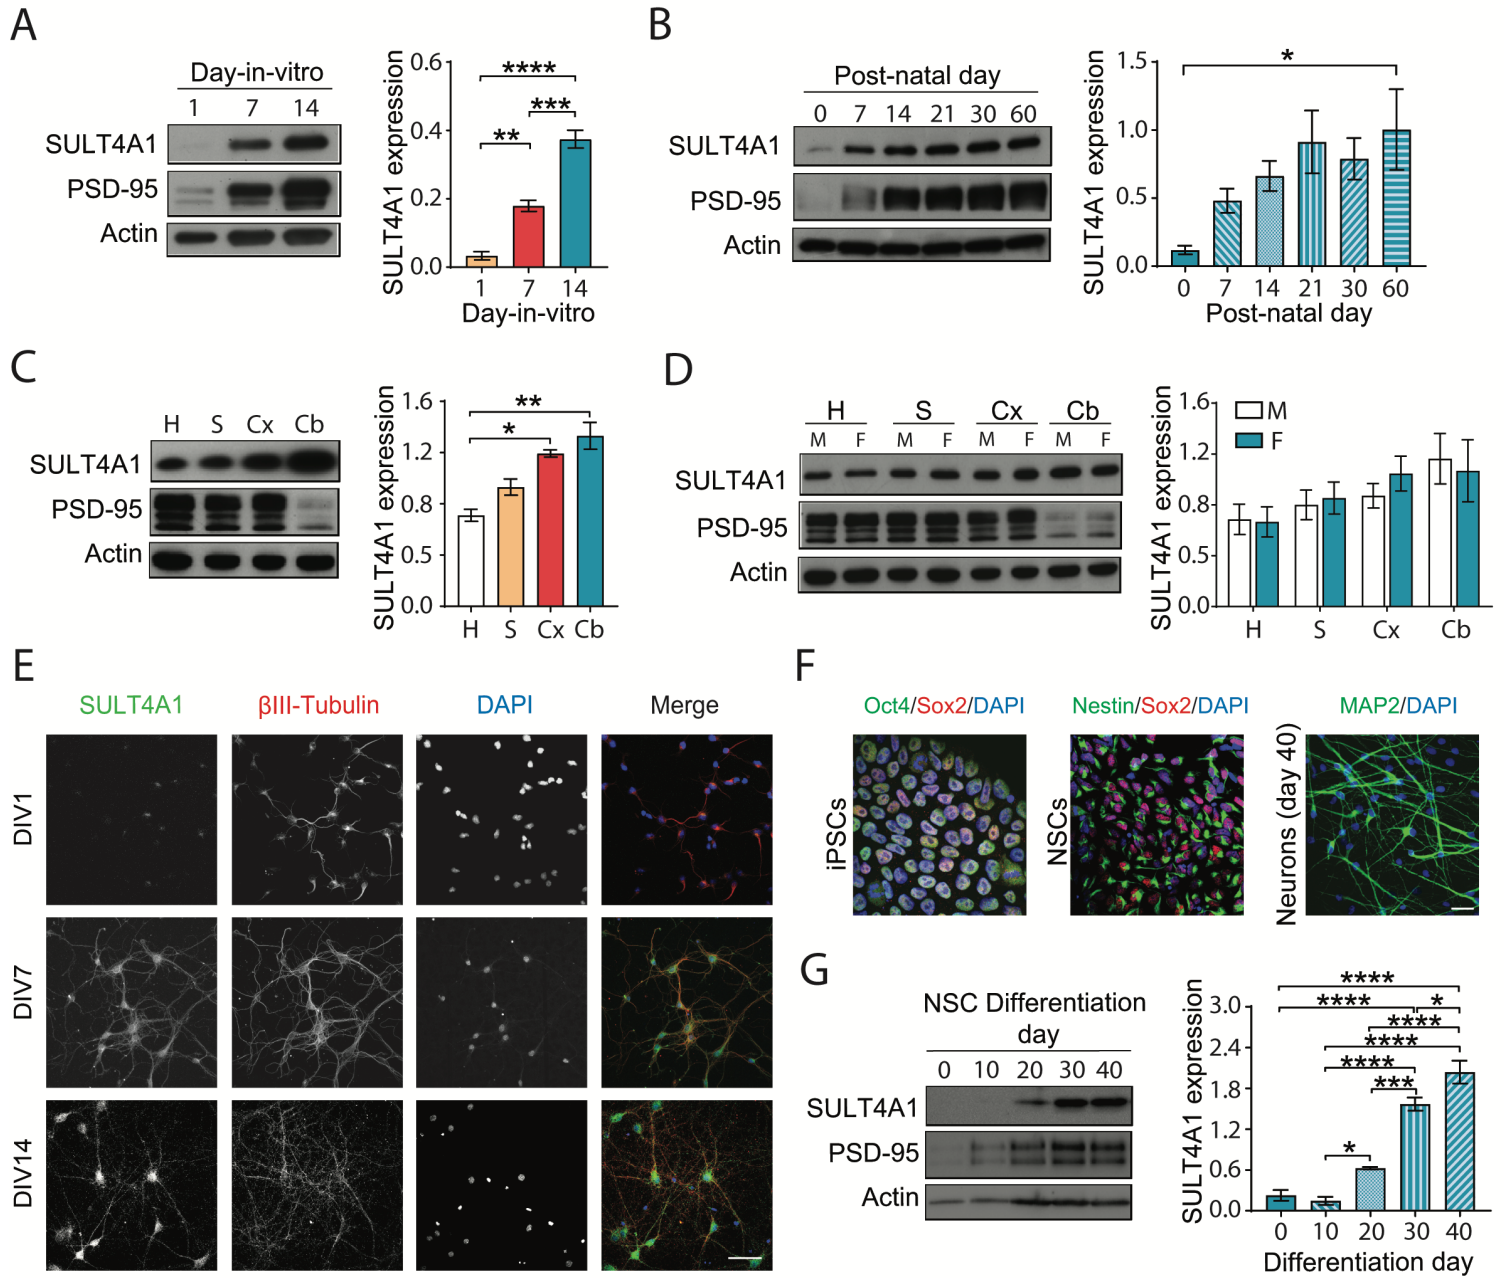 A
Day-in-vitro
1 7 14
SULT4A1
PSD-95
Actin
SULT4A1 expression
0.6
0.4
0.2
0.0
****
***
**
1 7 14
Day-in-vitro
B
Post-natal day
0 7 14 21 30 60
SULT4A1
PSD-95
Actin
SULT4A1 expression
1.5
1.0
0.5
0.0
*
0 7 14 21 30 60
Post-natal day
C
H S Cx Cb
SULT4A1
PSD-95
Actin
SULT4A1 expression
1.6
1.2
0.8
0.5
0.0
**
*
H S Cx Cb
D
H S Cx Cb
M F M F M F M F
SULT4A1
PSD-95
Actin
SULT4A1 expression
1.6
1.2
0.8
0.5
0.0
M
F
H S Cx Cb
E
SULT4A1 βIII-Tubulin DAPI Merge
DIV1
DIV7
DIV14
F
Oct4/Sox2/DAPI Nestin/Sox2/DAPI MAP2/DAPI
iPSCs
NSCs
Neurons (day 40)
G
NSC Differentiation
day
0 10 20 30 40
SULT4A1
PSD-95
Actin
SULT4A1 expression
3.0
2.4
1.8
1.2
0.6
0.0
****
**** *
****
****
****
***
*
0 10 20 30 40
Differentiation day